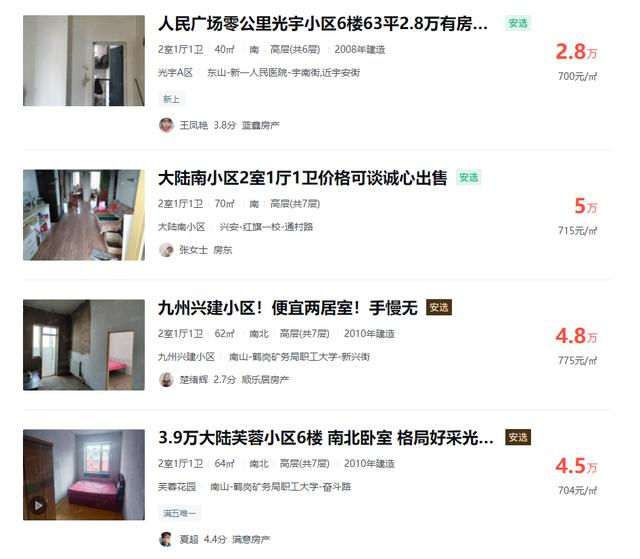 人民广场零公里光宇小区6楼63平2.8万有房... 安选
2室1厅1卫 40㎡ 南 高层(共6层) 2008年建造
2.8万
700元/㎡
光宇A区 东山-新一人民医院-宇南街,近宇安街
新上
王凤艳 3.8分 蓝鑫房产
大陆南小区2室1厅1卫价格可谈诚心出售 安选
2室1厅1卫 70㎡ 南 高层(共7层)
5万
715元/㎡
大陆南小区 兴安-红旗一校-通村路
张女士 房东
九州兴建小区！便宜两居室！手慢无 安选
2室1厅1卫 62㎡ 南北 高层(共7层) 2010年建造
4.8万
775元/㎡
九州兴建小区 南山-鹤岗矿务局职工大学-新兴街
楚绪辉 2.7分 顺乐居房产
3.9万大陆芙蓉小区6楼 南北卧室 格局好采光... 安选
2室1厅1卫 64㎡ 南北 高层(共7层) 2010年建造
4.5万
704元/㎡
芙蓉花园 南山-鹤岗矿务局职工大学-奋斗路
满五唯一
夏超 4.4分 满意房产